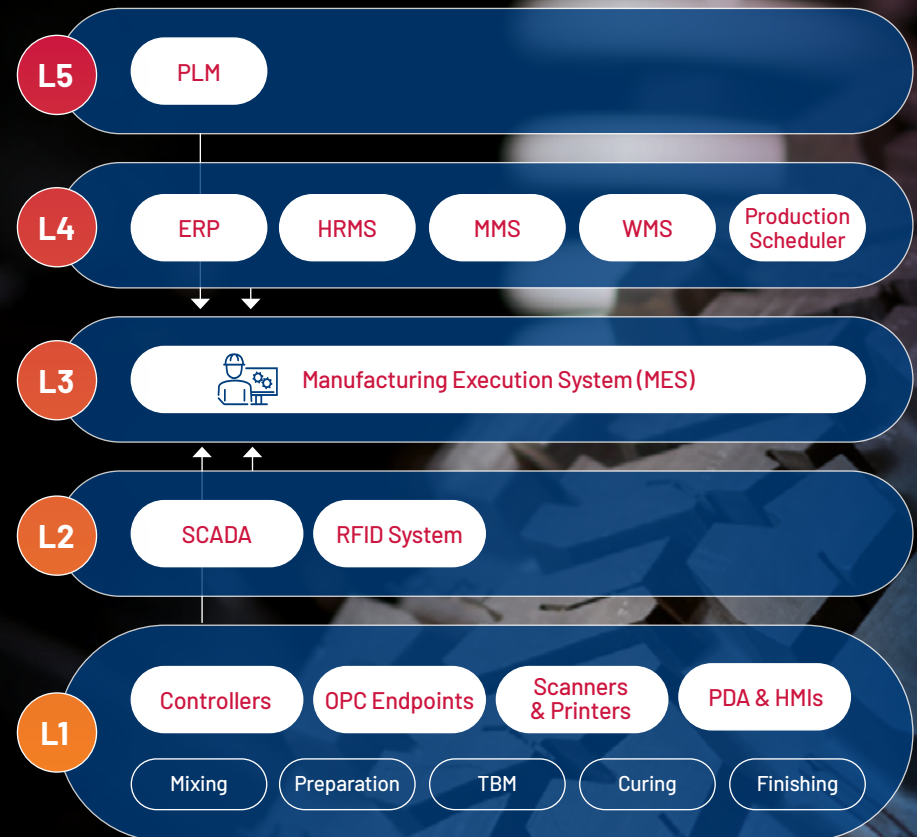 L5
PLM
L4
ERP
HRMS
MMS
WMS
Production
Scheduler
L3
Manufacturing Execution System (MES)
L2
SCADA
RFID System
L1
Controllers
OPC Endpoints
Scanners
& Printers
PDA & HMIs
Mixing
Preparation
TBM
Curing
Finishing